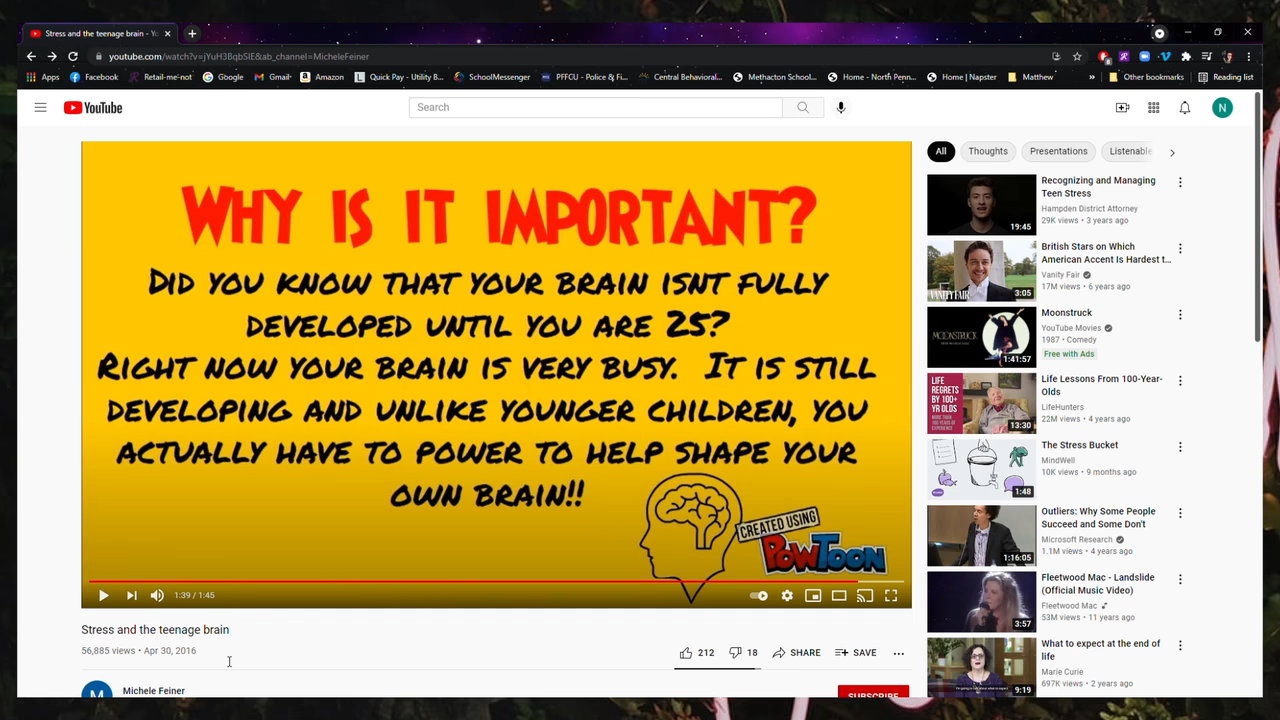 Stress and the teenage brain - Yo
youtube.com/watch?v=jYuH3BqbSIE&ab_channel=MicheleFeiner
Apps Facebook Retail-me-not Google Gmail Amazon Quick Pay - Utility B... SchoolMessenger PFFCU - Police & Fi... Central Behavioral... Methacton School... Home - North Penn... Home | Napster Matthew » Other bookmarks Reading list
YouTube
Search
N
WHY IS IT IMPORTANT?
DID YOU KNOW THAT YOUR BRAIN ISNT FULLY
DEVELOPED UNTIL YOU ARE 25?
RIGHT NOW YOUR BRAIN IS VERY BUSY. IT IS STILL
DEVELOPING AND UNLIKE YOUNGER CHILDREN, YOU
ACTUALLY HAVE TO POWER TO HELP SHAPE YOUR
OWN BRAIN!!
CREATED USING
POWTOON
1:39 / 1:45
Stress and the teenage brain
56,885 views • Apr 30, 2016
212 18 SHARE SAVE
M
Michele Feiner
SUBSCRIBE
All Thoughts Presentations Listenable
Recognizing and Managing
Teen Stress
Hampden District Attorney
29K views • 3 years ago
19:45
British Stars on Which
American Accent Is Hardest t...
Vanity Fair
17M views • 6 years ago
VANITY FAIR
3:05
Moonstruck
YouTube Movies
1987 • Comedy
Free with Ads
MOONSTRUCK
1:41:57
Life Lessons From 100-Year-
Olds
LifeHunters
22M views • 4 years ago
LIFE
REGRETS
BY 100+
YR OLDS
13:30
The Stress Bucket
MindWell
10K views • 9 months ago
1:48
Outliers: Why Some People
Succeed and Some Don't
Microsoft Research
1.1M views • 4 years ago
1:16:05
Fleetwood Mac - Landslide
(Official Music Video)
Fleetwood Mac
53M views • 11 years ago
3:57
What to expect at the end of
life
Marie Curie
697K views • 2 years ago
9:19